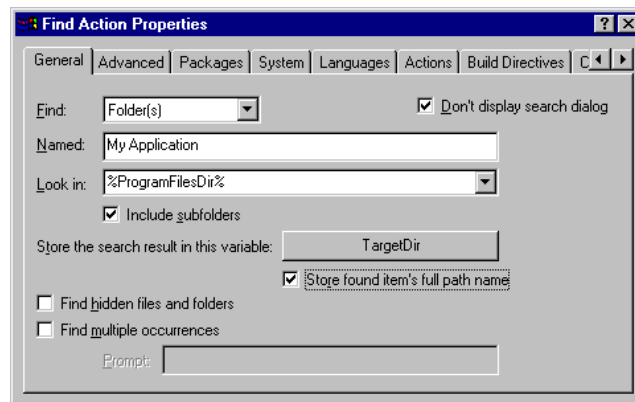 Find Action Properties
General Advanced Packages System Languages Actions Build Directives C
Find: Folder(s) Don't display search dialog
Named: My Application
Look in: %ProgramFilesDir%
Include subfolders
Store the search result in this variable: TargetDir
Store found item's full path name
Find hidden files and folders
Find multiple occurrences
Prompt: